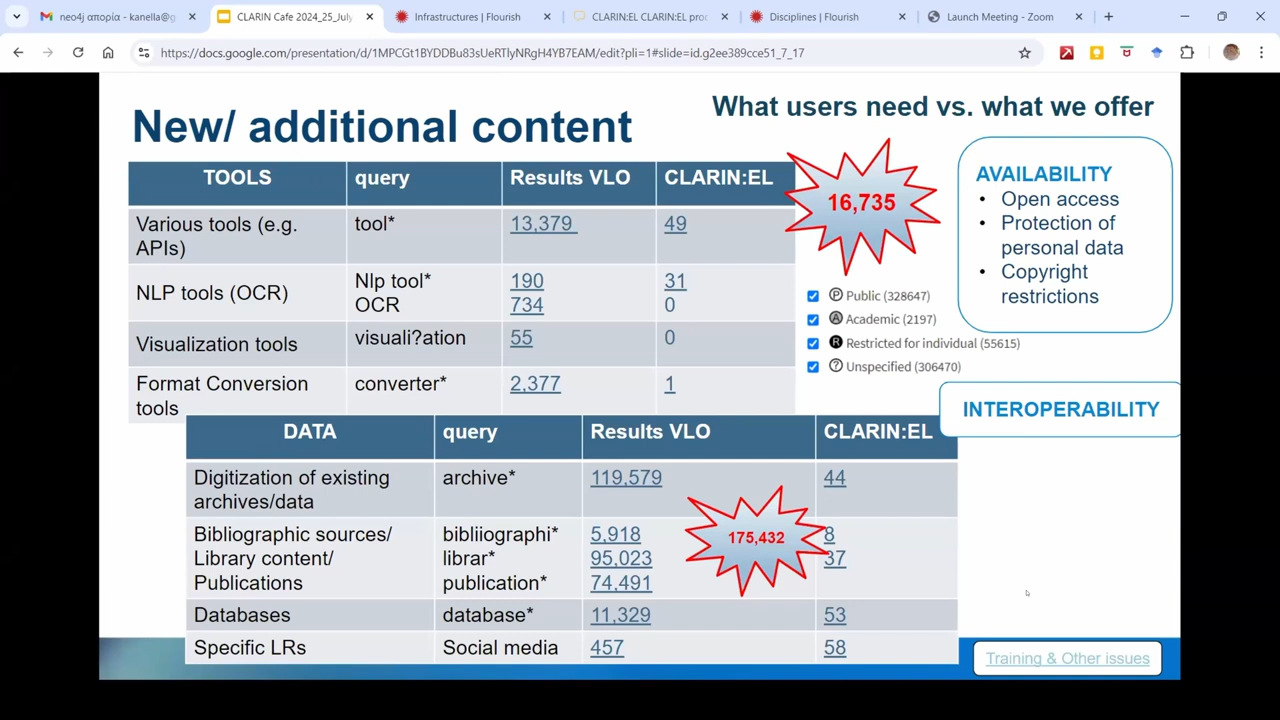 neo4j απορία - kanella@g
CLARIN Cafe 2024_25_July
Infrastructures | Flourish
CLARIN:EL CLARIN:EL pro
Disciplines | Flourish
Launch Meeting - Zoom
https://docs.google.com/presentation/d/1MPCGt1BYDDBu83sUeRTlyNRgH4YB7EAM/edit?pli=1#slide=id.g2ee389cce51_7_17
What users need vs. what we offer
New/ additional content
TOOLS query Results VLO CLARIN:EL
Various tools (e.g. APIs) tool* 13,379 49
NLP tools (OCR) Nlp tool* 190 31
OCR 734 0
Visualization tools visuali?ation 55 0
Format Conversion tools converter* 2,377 1
16,735
Public (328647)
Academic (2197)
Restricted for individual (55615)
Unspecified (306470)
AVAILABILITY
• Open access
• Protection of
personal data
• Copyright
restrictions
INTEROPERABILITY
DATA query Results VLO CLARIN:EL
Digitization of existing archives/data archive* 119,579 44
Bibliographic sources/ bibliiographi* 5,918 8
Library content/ librar* 95,023 37
Publications publication* 74,491
175,432
Databases database* 11,329 53
Specific LRs Social media 457 58
Training & Other issues